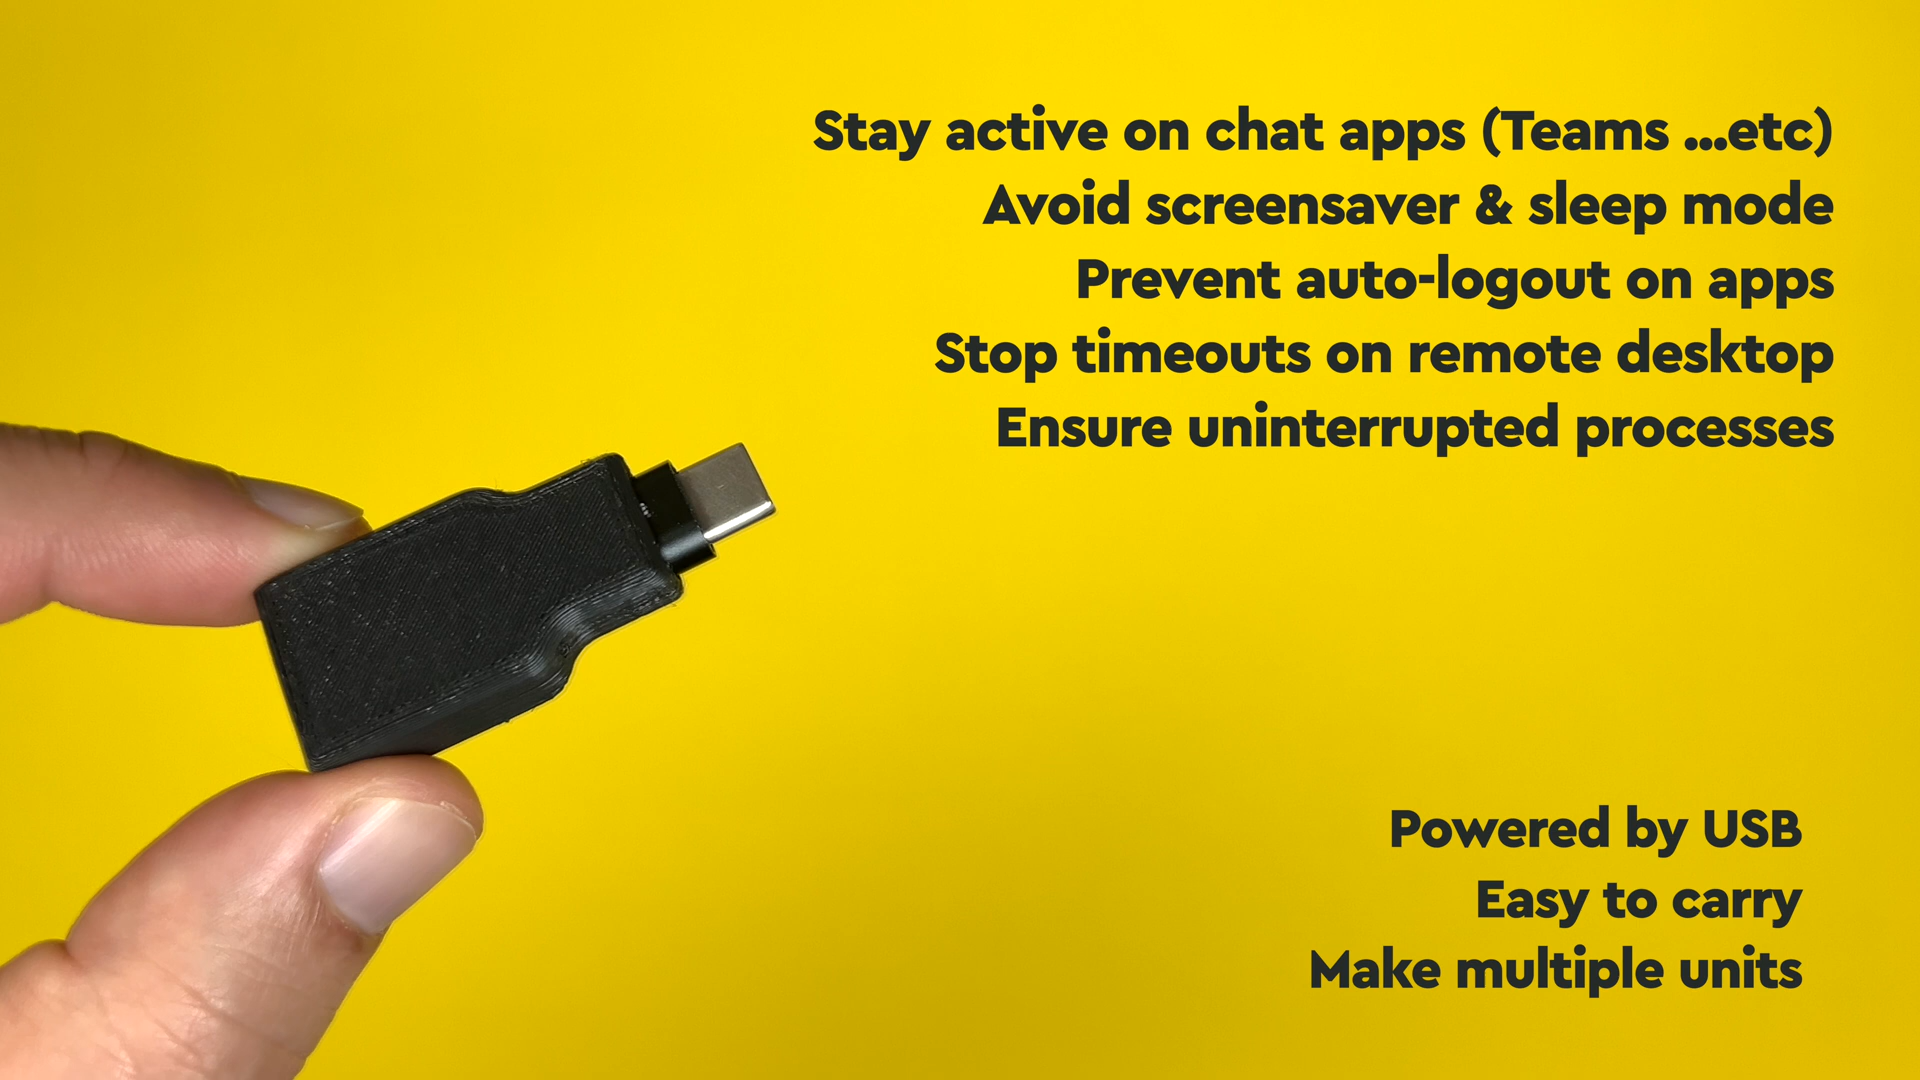 Stay active on chat apps (Teams ...etc)
Avoid screensaver & sleep mode
Prevent auto-logout on apps
Stop timeouts on remote desktop
Ensure uninterrupted processes
Powered by USB
Easy to carry
Make multiple units